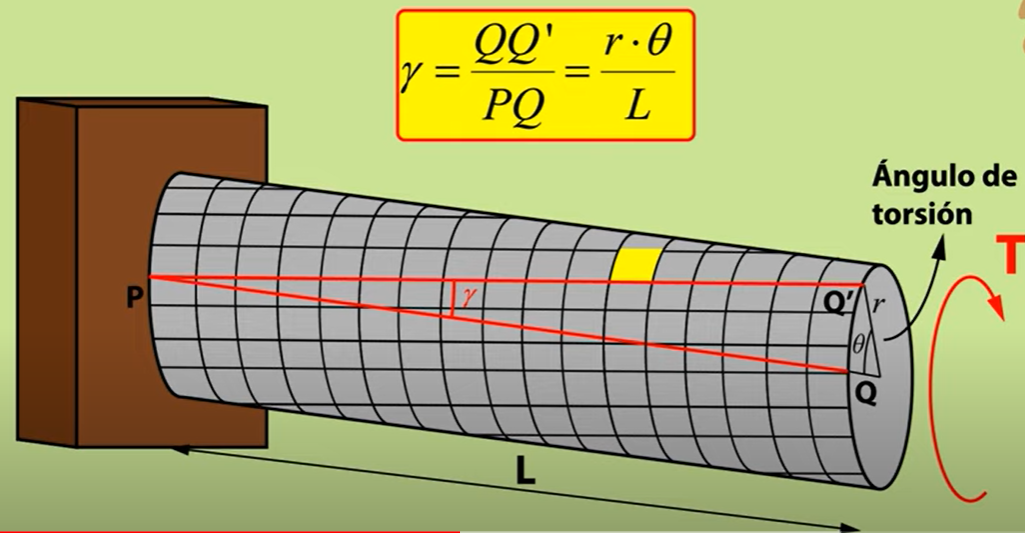 γ = QQ' / PQ = r · θ / L
Ángulo de
torsión
T
P
γ
Q′
r
θ
Q
L